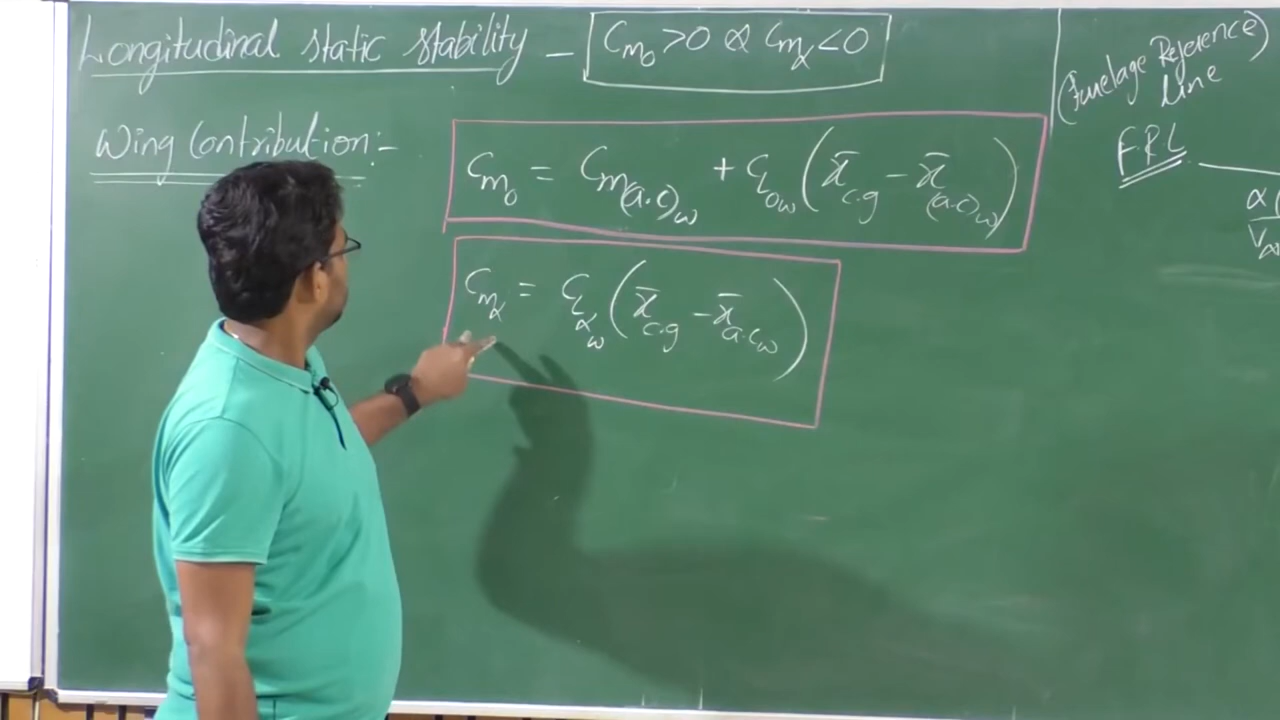 Longitudinal static stability – Cm₀ > 0 & Cmα < 0
Wing Contribution:-
Cm₀ = Cm(a.c)w + CL₀w (x̄c.g – x̄(a.c)w)
Cmα = CLαw (x̄c.g – x̄a.cw)
(Fuselage Reference)
Line
FRL
α
V∞